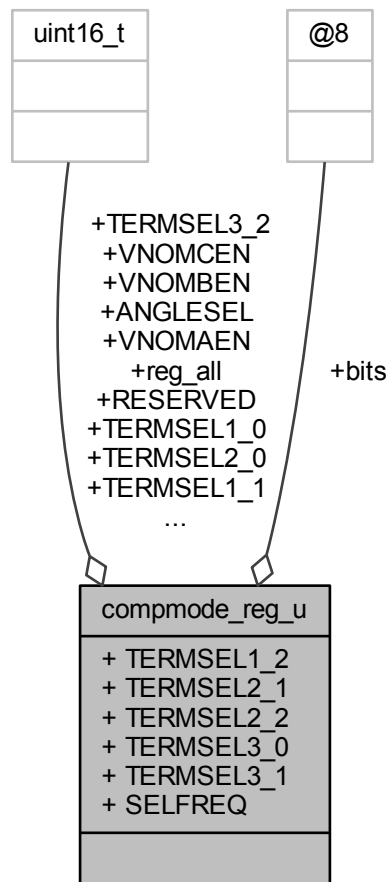 uint16_t
@8
+TERMSEL3_2
+VNOMCEN
+VNOMBEN
+ANGLESEL
+VNOMAEN
+reg_all
+RESERVED
+TERMSEL1_0
+TERMSEL2_0
+TERMSEL1_1
...
+bits
compmode_reg_u
+ TERMSEL1_2
+ TERMSEL2_1
+ TERMSEL2_2
+ TERMSEL3_0
+ TERMSEL3_1
+ SELFREQ